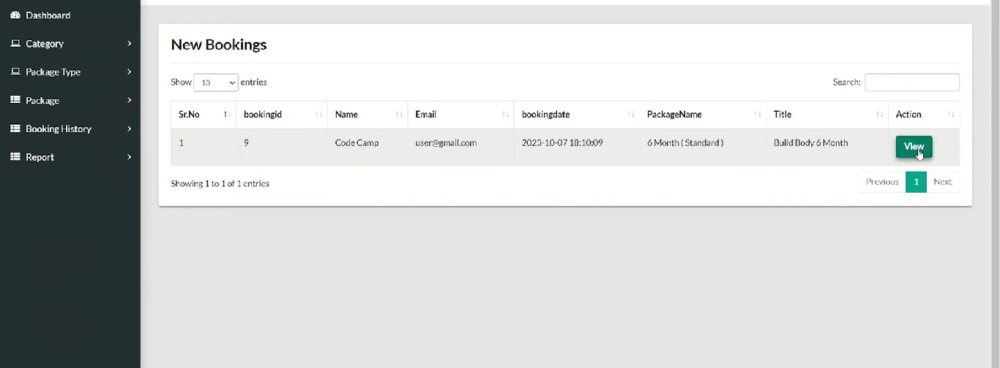 Dashboard
Category
Package Type
Package
Booking History
Report
New Bookings
Show 10 entries
Search:
Sr.No bookingid Name Email bookingdate PackageName Title Action
1 9 Code Camp user@gmail.com 2023-10-07 18:10:09 6 Month ( Standard ) Build Body 6 Month View
Showing 1 to 1 of 1 entries
Previous 1 Next